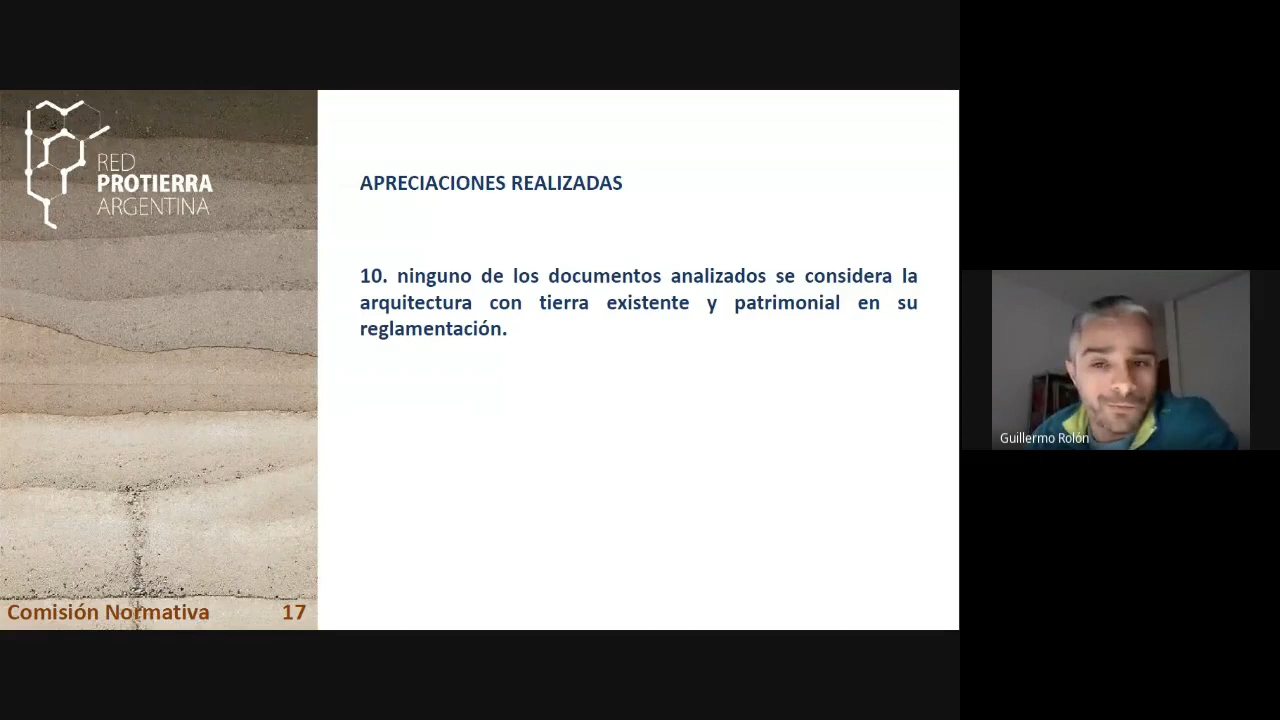 RED
PROTIERRA
ARGENTINA
APRECIACIONES REALIZADAS
10. ninguno de los documentos analizados se considera la
arquitectura con tierra existente y patrimonial en su
reglamentación.
Guillermo Rolón
Comisión Normativa 17